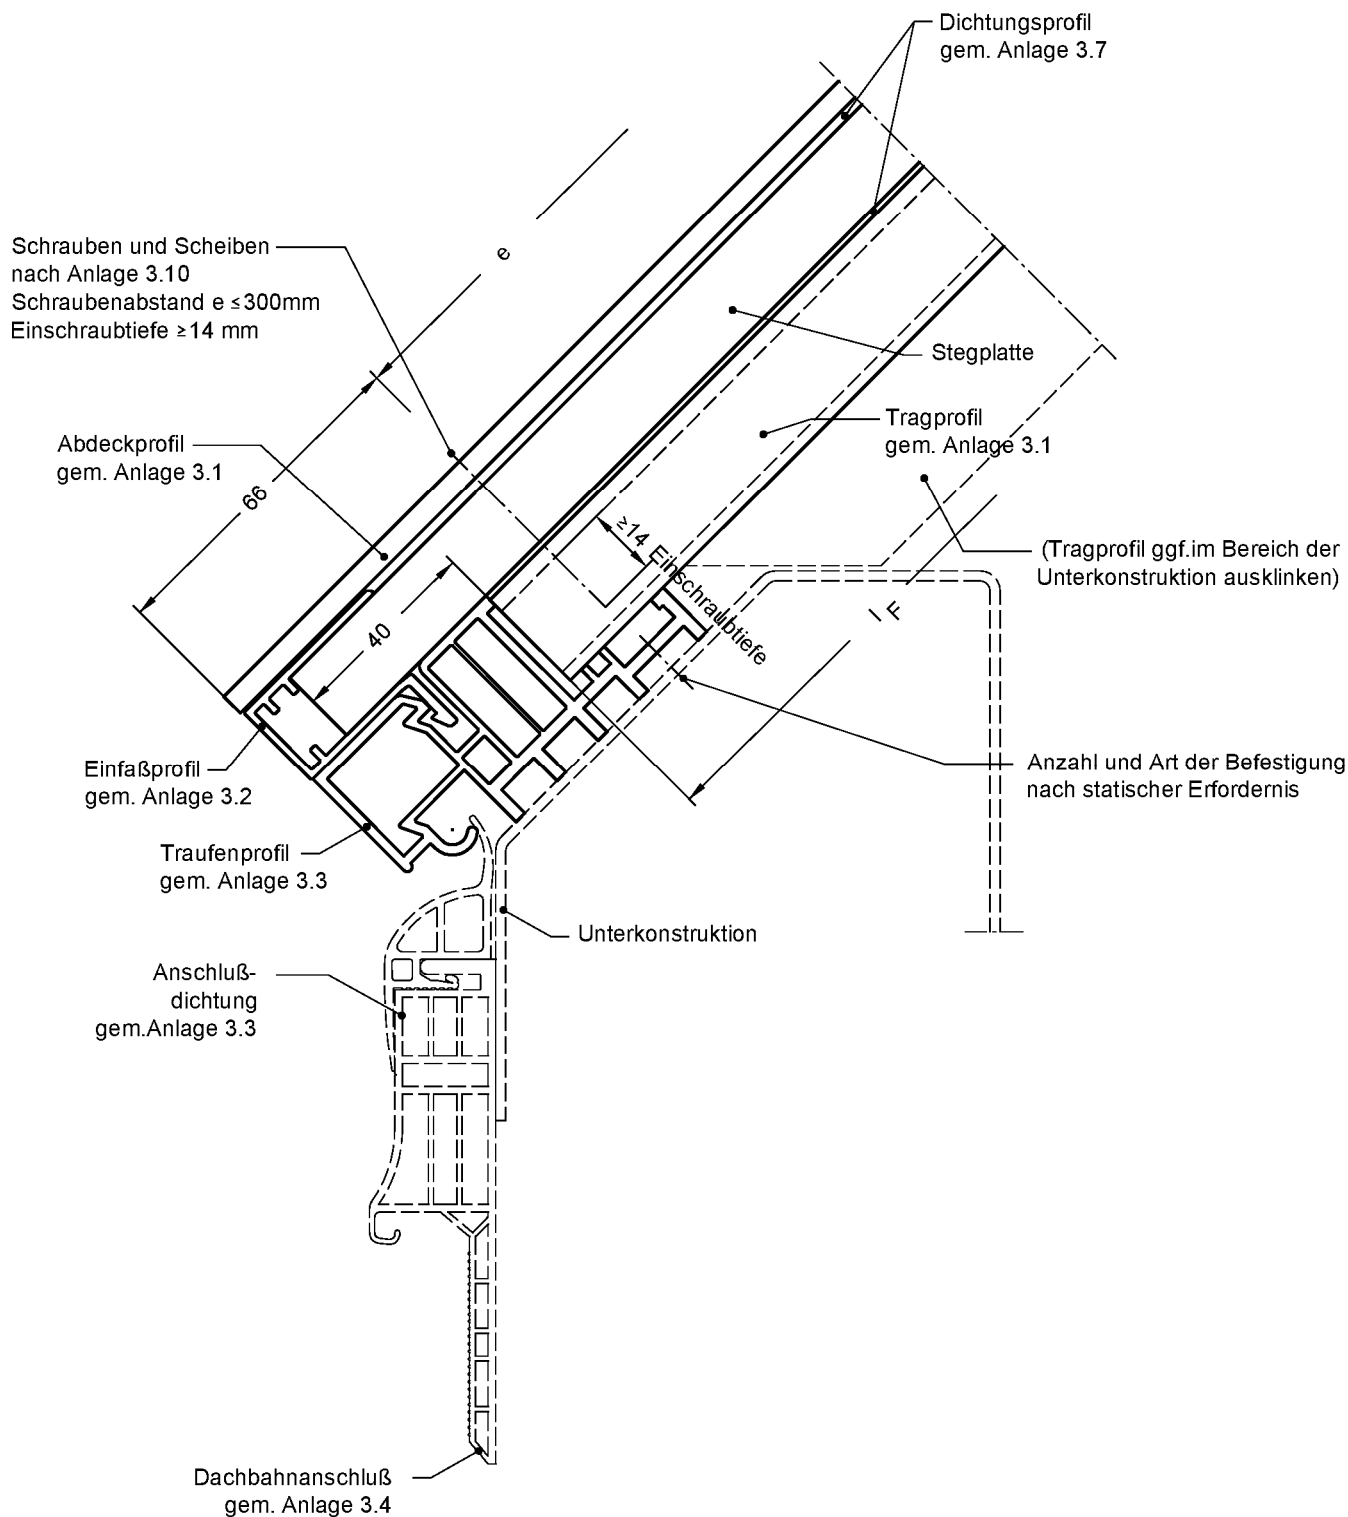 Dichtungsprofil
gem. Anlage 3.7
e
Schrauben und Scheiben
nach Anlage 3.10
Schraubenabstand e ≤300mm
Einschraubtiefe ≥14 mm
Stegplatte
Tragprofil
gem. Anlage 3.1
Abdeckprofil
gem. Anlage 3.1
66
≥14 Einschraubtiefe
(Tragprofil ggf.im Bereich der
Unterkonstruktion ausklinken)
l F
40
Einfaßprofil
gem. Anlage 3.2
Anzahl und Art der Befestigung
nach statischer Erfordernis
Traufenprofil
gem. Anlage 3.3
Unterkonstruktion
Anschluß-
dichtung
gem.Anlage 3.3
Dachbahnanschluß
gem. Anlage 3.4